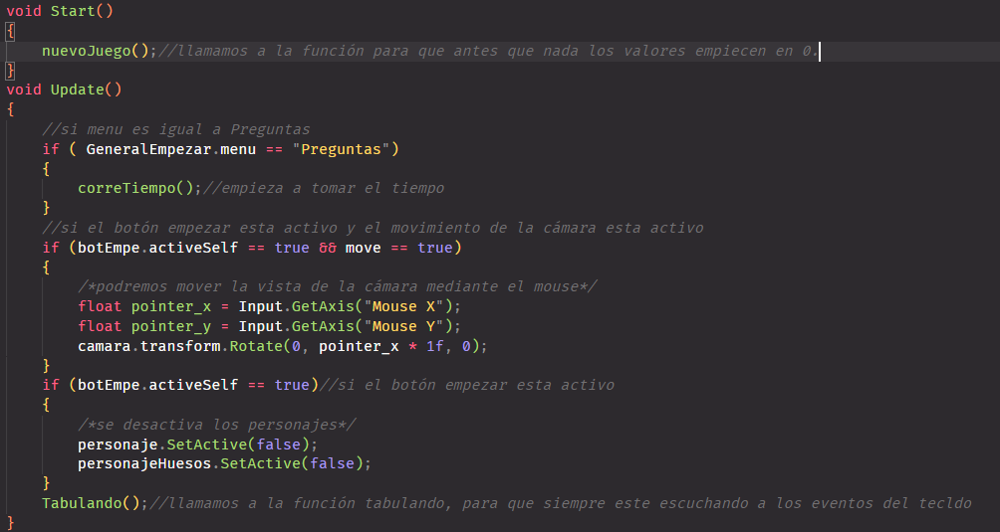 void Start()
{
nuevoJuego();//llamamos a la función para que antes que nada los valores empiecen en 0.
}
void Update()
{
//si menu es igual a Preguntas
if ( GeneralEmpezar.menu == "Preguntas")
{
correTiempo();//empieza a tomar el tiempo
}
//si el botón empezar esta activo y el movimiento de la cámara esta activo
if (botEmpe.activeSelf == true && move == true)
{
/*podremos mover la vista de la cámara mediante el mouse*/
float pointer_x = Input.GetAxis("Mouse X");
float pointer_y = Input.GetAxis("Mouse Y");
camara.transform.Rotate(0, pointer_x * 1f, 0);
}
if (botEmpe.activeSelf == true)//si el botón empezar esta activo
{
/*se desactiva los personajes*/
personaje.SetActive(false);
personajeHuesos.SetActive(false);
}
Tabulando();//llamamos a la función tabulando, para que siempre este escuchando a los eventos del tecldo
}